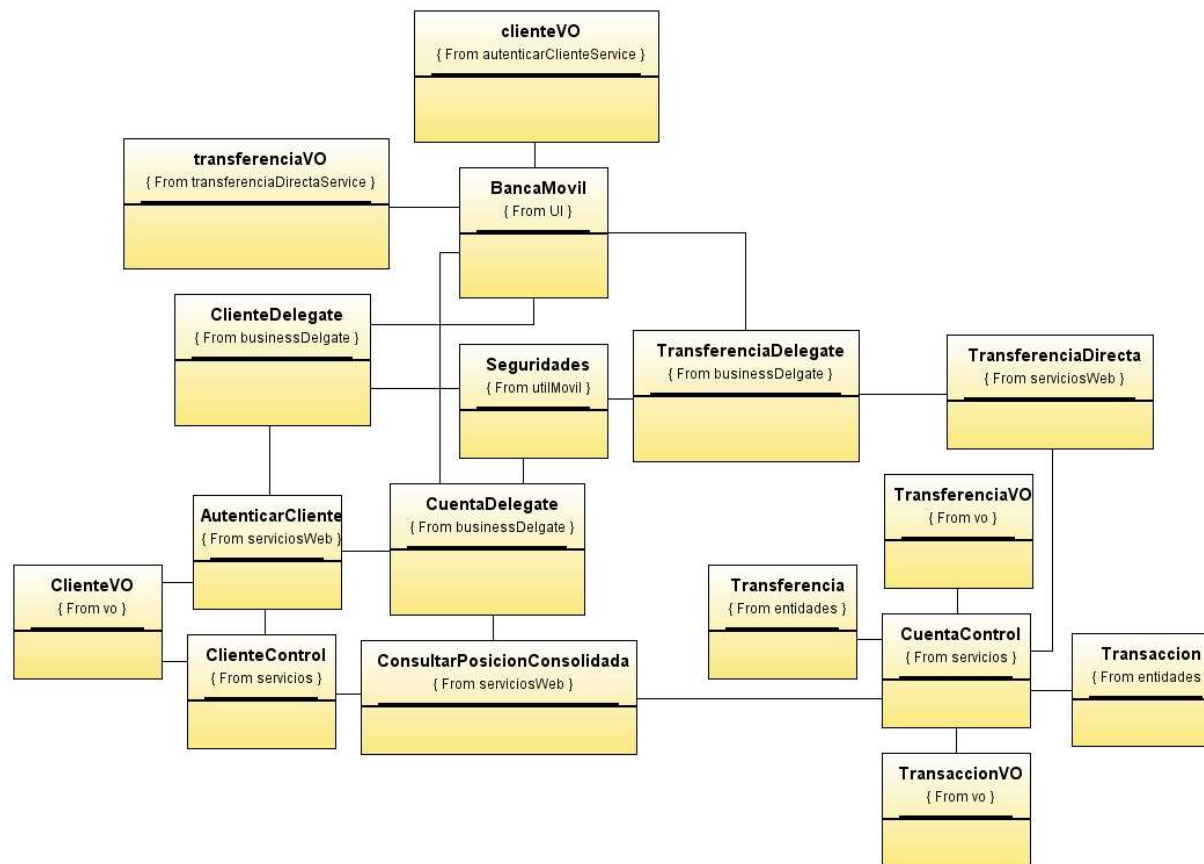 clienteVO
{ From autenticarClienteService }
transferenciaVO
{ From transferenciaDirectaService }
BancaMovil
{ From UI }
ClienteDelegate
{ From businessDelgate }
Seguridades
{ From utilMovil }
TransferenciaDelegate
{ From businessDelgate }
TransferenciaDirecta
{ From serviciosWeb }
AutenticarCliente
{ From serviciosWeb }
CuentaDelegate
{ From businessDelgate }
TransferenciaVO
{ From vo }
ClienteVO
{ From vo }
Transferencia
{ From entidades }
CuentaControl
{ From servicios }
ClienteControl
{ From servicios }
ConsultarPosicionConsolidada
{ From serviciosWeb }
Transaccion
{ From entidades
TransaccionVO
{ From vo }